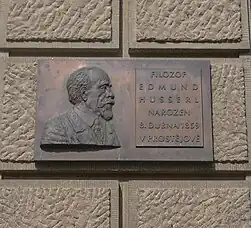 FILOZOF
EDMUND
HUSSERL
NAROZEN
8. DUBNA 1859
V PROSTĚJOVĚ